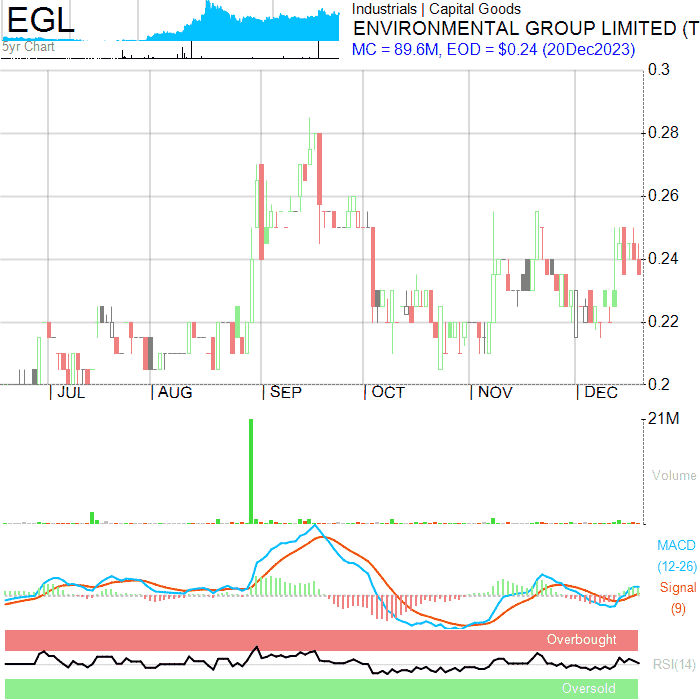 EGL
5yr Chart
Industrials | Capital Goods
ENVIRONMENTAL GROUP LIMITED (T
MC = 89.6M, EOD = $0.24 (20Dec2023)
0.3
0.28
0.26
0.24
0.22
0.2
| JUL | AUG | SEP | OCT | NOV | DEC
21M
Volume
MACD
(12-26)
Signal
(9)
Overbought
RSI(14)
Oversold